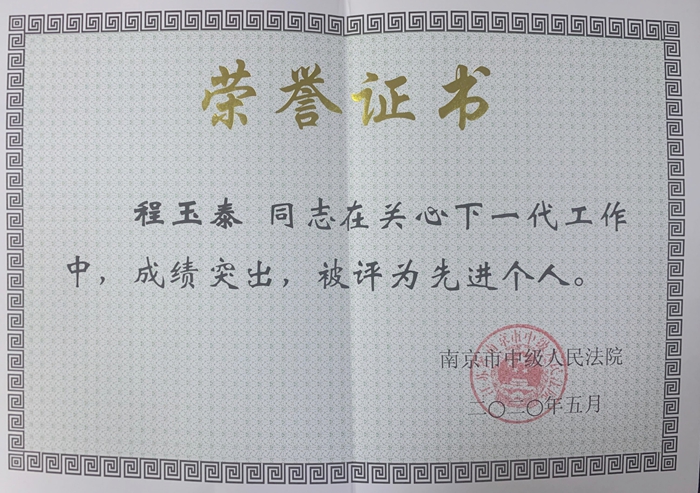 荣誉证书
程玉泰 同志在关心下一代工作
中，成绩突出，被评为先进个人。
南京市中级人民法院
二〇二〇年五月